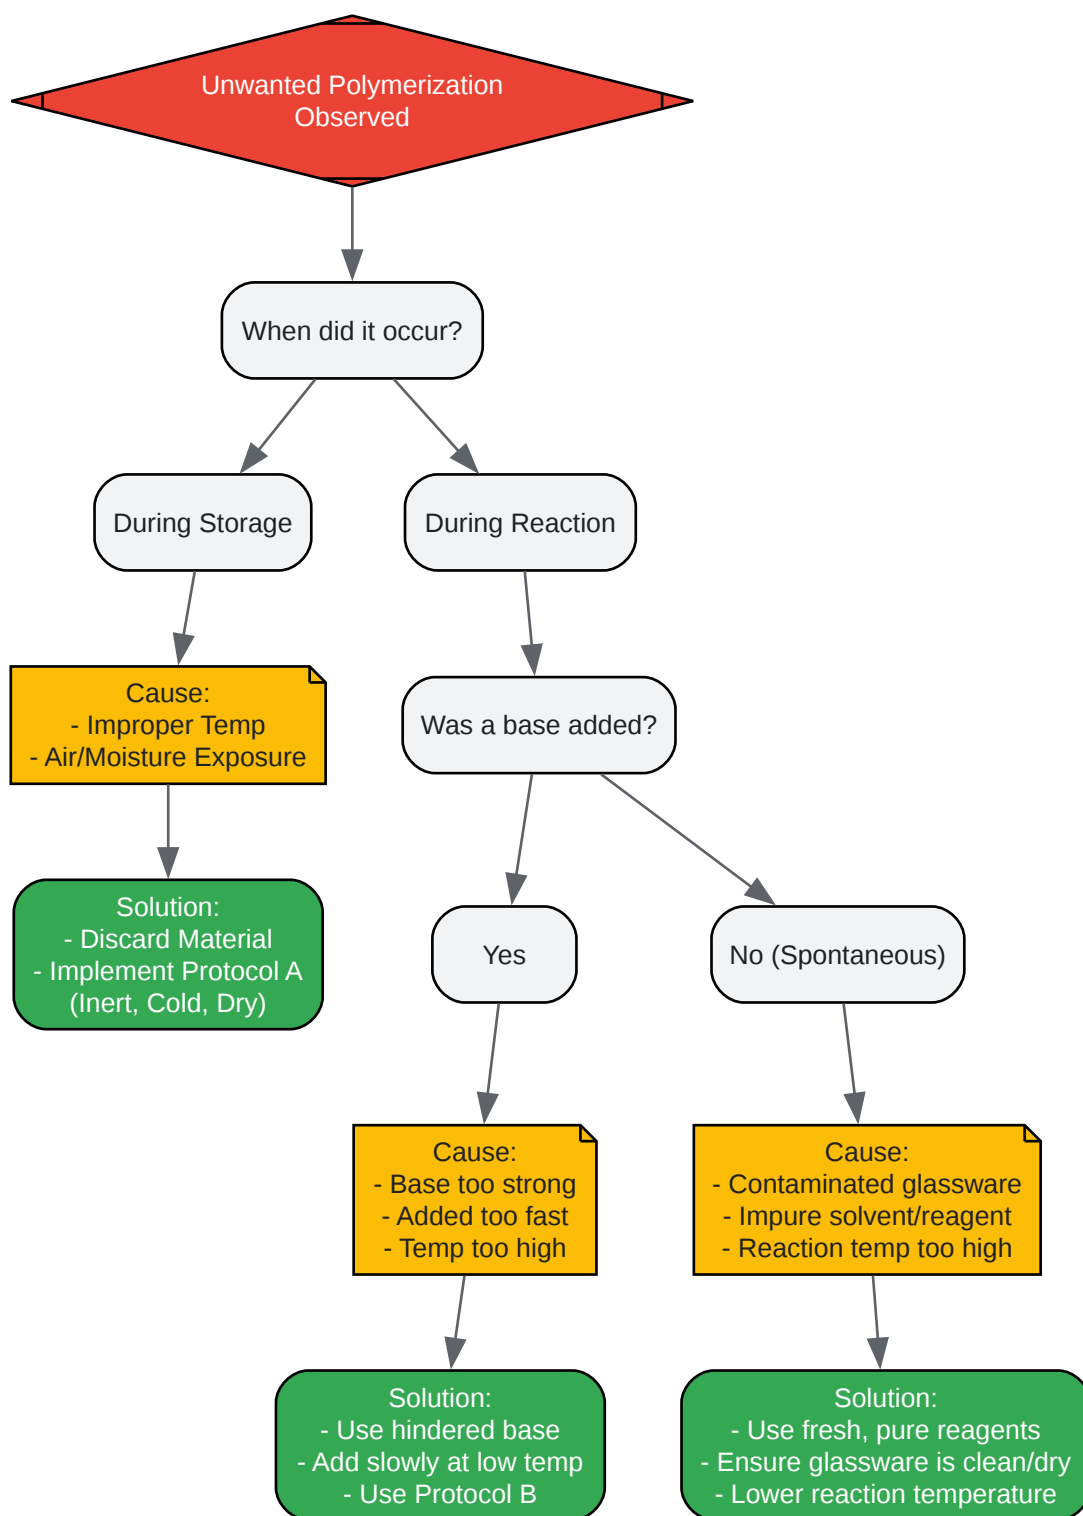 Unwanted Polymerization
Observed
When did it occur?
During Storage
During Reaction
Cause:
- Improper Temp
- Air/Moisture Exposure
Was a base added?
Solution:
- Discard Material
- Implement Protocol A
(Inert, Cold, Dry)
Yes
No (Spontaneous)
Cause:
- Base too strong
- Added too fast
- Temp too high
Cause:
- Contaminated glassware
- Impure solvent/reagent
- Reaction temp too high
Solution:
- Use hindered base
- Add slowly at low temp
- Use Protocol B
Solution:
- Use fresh, pure reagents
- Ensure glassware is clean/dry
- Lower reaction temperature